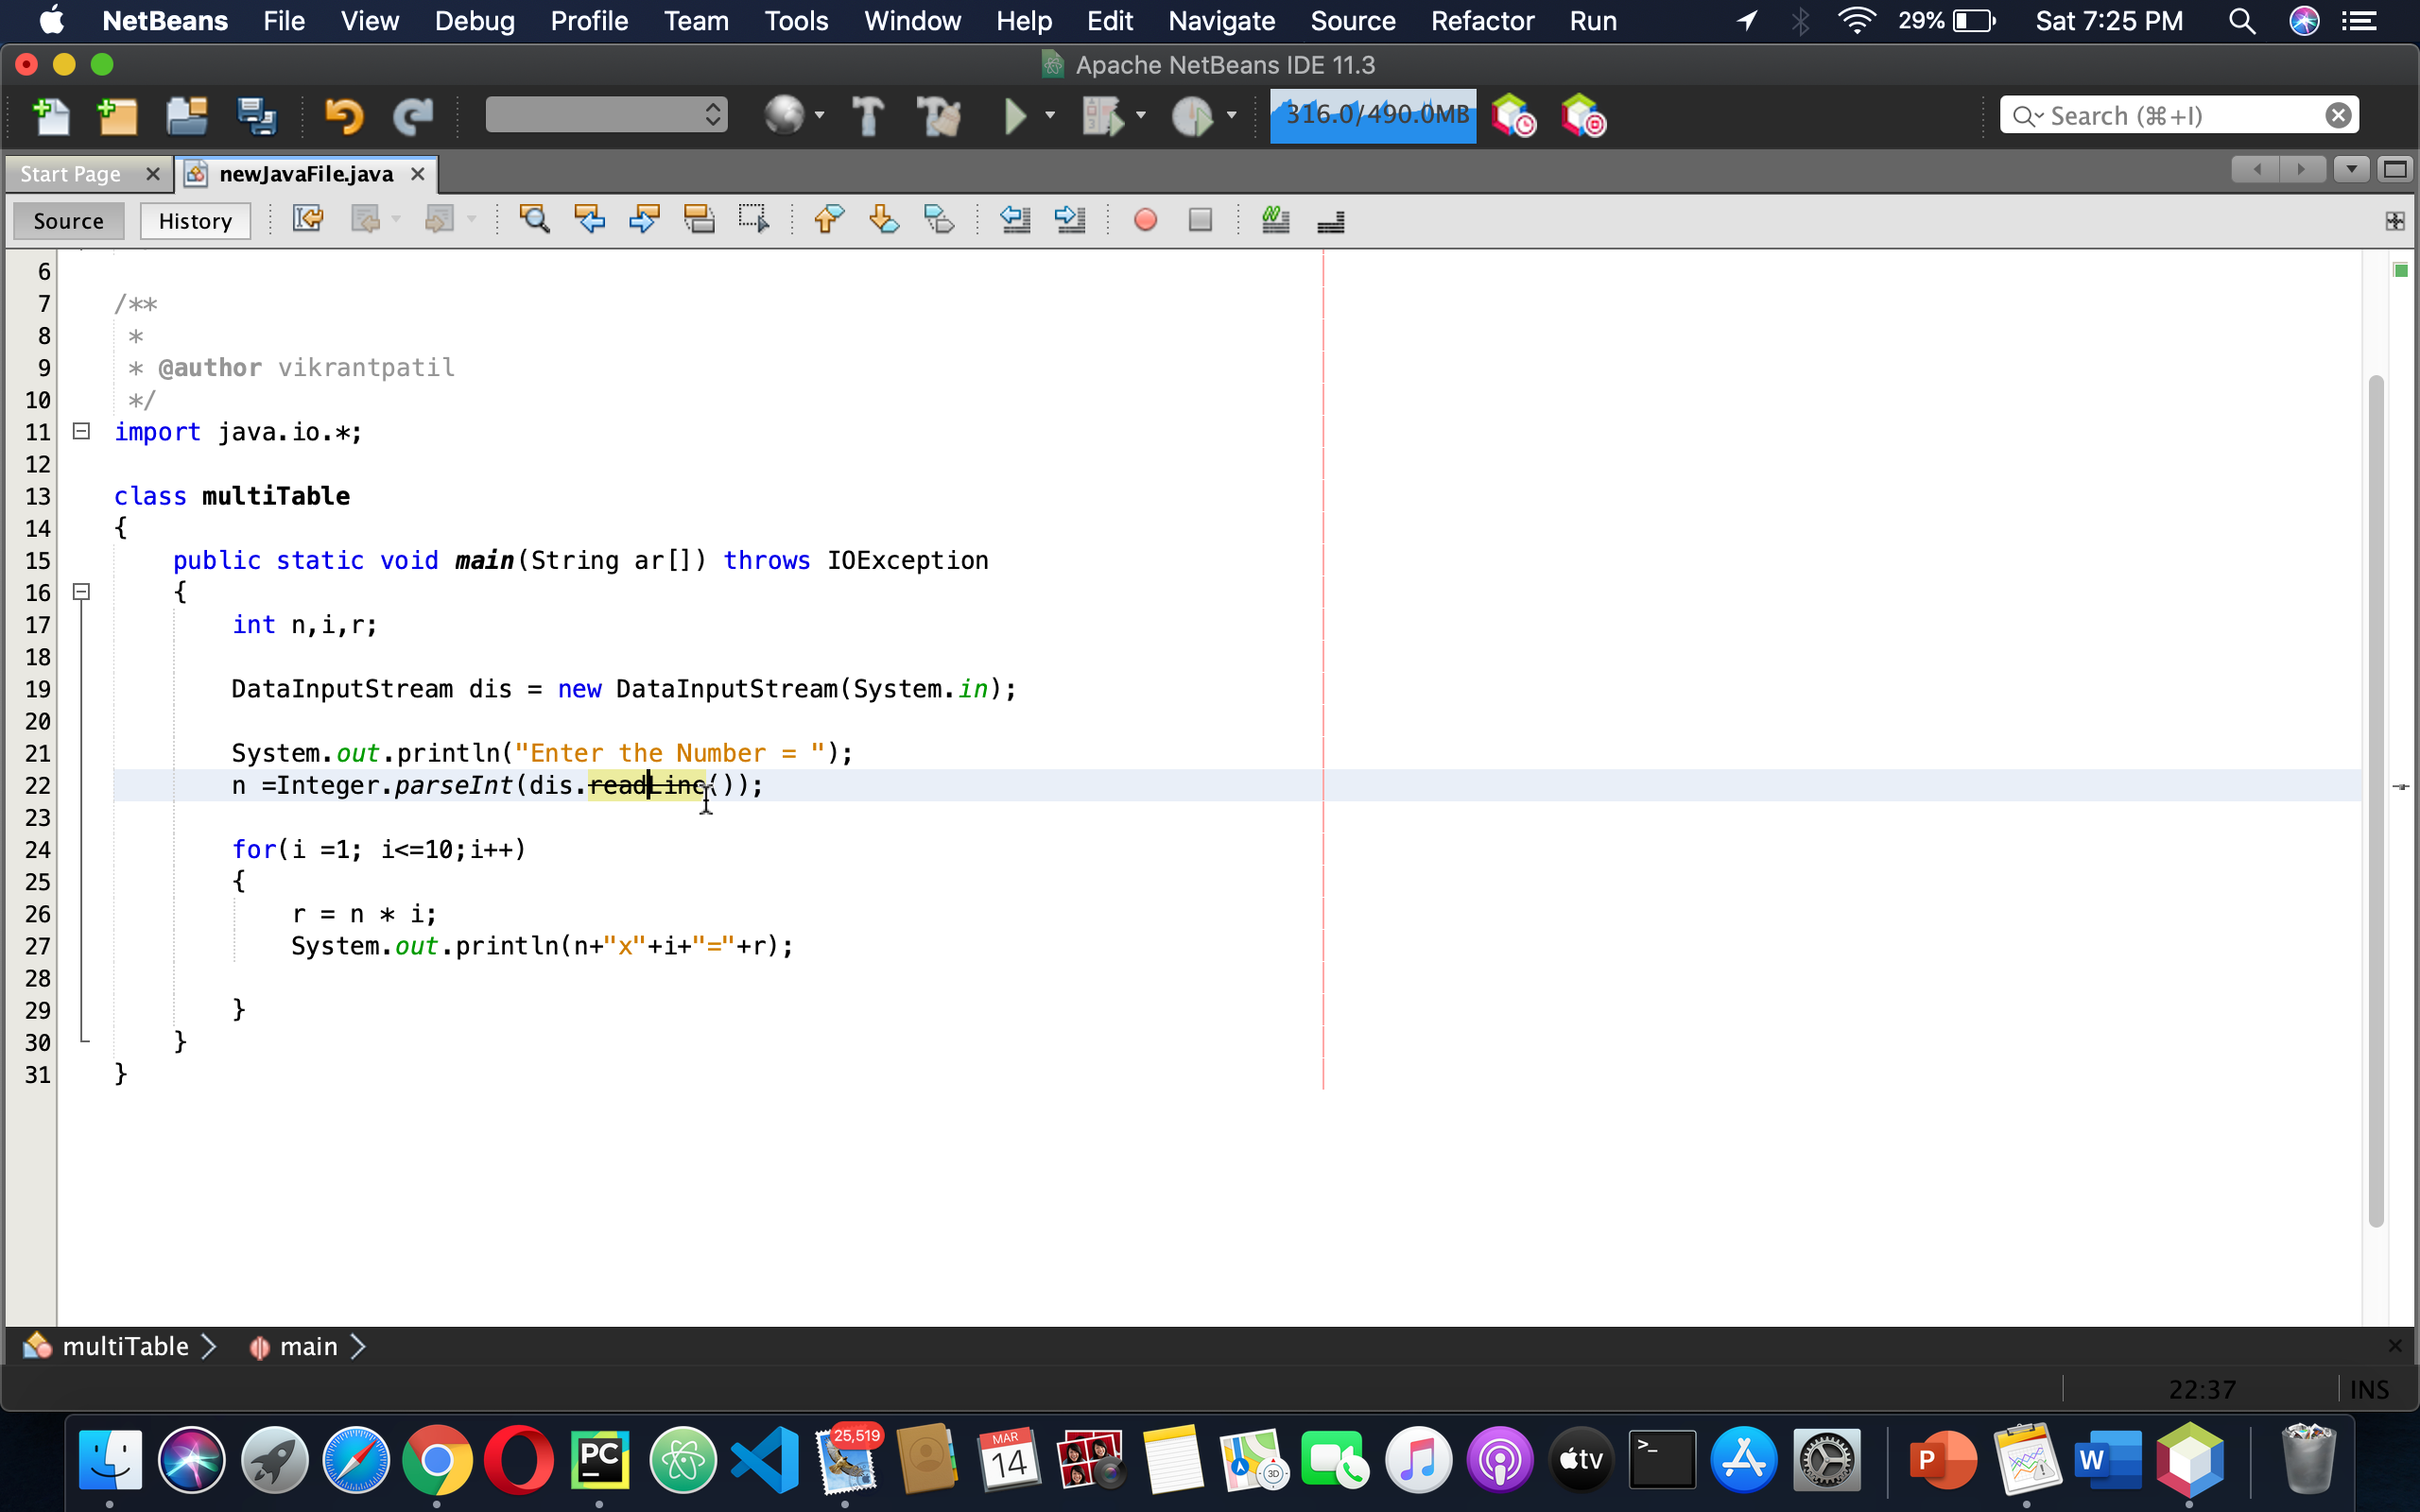 NetBeans File View Debug Profile Team Tools Window Help Edit Navigate Source Refactor Run 29% Sat 7:25 PM
Apache NetBeans IDE 11.3
316.0/490.0MB Search (⌘+I)
Start Page newJavaFile.java
Source History
6
7 /**
8 *
9 * @author vikrantpatil
10 */
11 import java.io.*;
12
13 class multiTable
14 {
15 public static void main(String ar[]) throws IOException
16 {
17 int n,i,r;
18
19 DataInputStream dis = new DataInputStream(System.in);
20
21 System.out.println("Enter the Number = ");
22 n =Integer.parseInt(dis.readLine());
23
24 for(i =1; i<=10;i++)
25 {
26 r = n * i;
27 System.out.println(n+"x"+i+"="+r);
28
29 }
30 }
31 }
multiTable main
22:37 INS
25,519
PC MAR 14 3D tv >_ P W